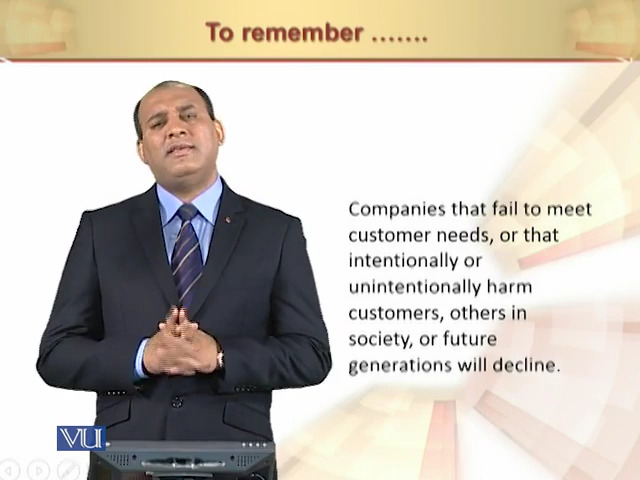 To remember …….
Companies that fail to meet
customer needs, or that
intentionally or
unintentionally harm
customers, others in
society, or future
generations will decline.
VU